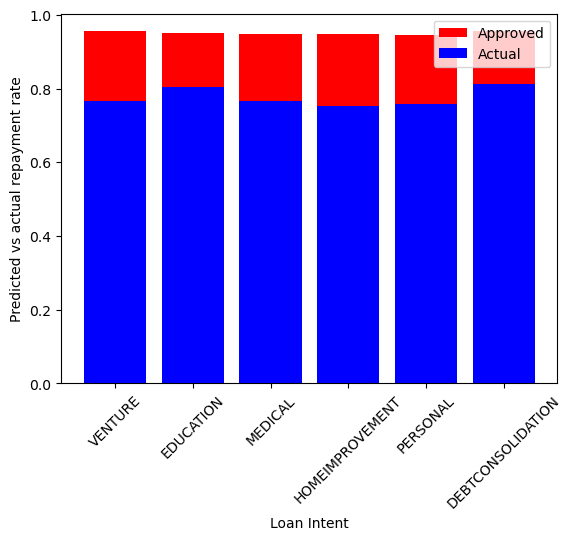 1.0
0.8
0.6
0.4
0.2
0.0
Predicted vs actual repayment rate
Approved
Actual
VENTURE
EDUCATION
MEDICAL
HOMEIMPROVEMENT
PERSONAL
DEBTCONSOLIDATION
Loan Intent